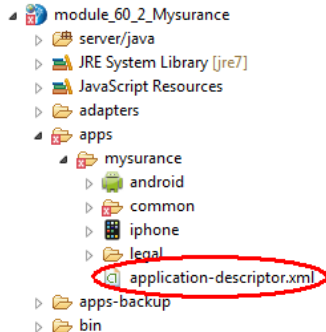 module_60_2_Mysurance
server/java
JRE System Library [jre7]
JavaScript Resources
adapters
apps
mysurance
android
common
iphone
legal
application-descriptor.xml
apps-backup
bin